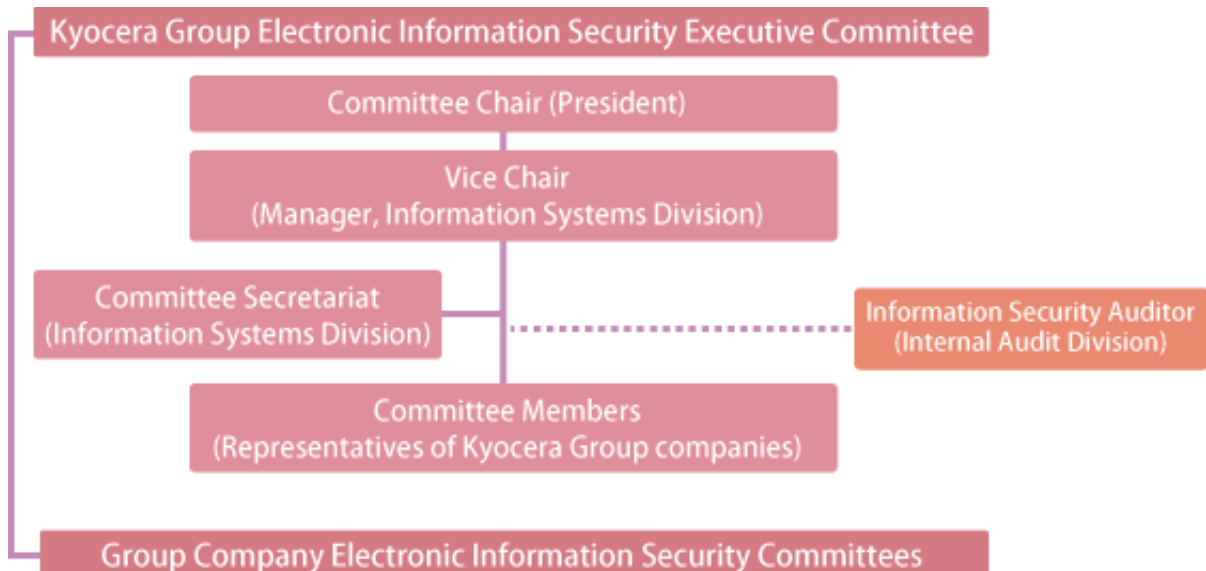 Kyocera Group Electronic Information Security Executive Committee
Committee Chair (President)
Vice Chair
(Manager, Information Systems Division)
Committee Secretariat
(Information Systems Division)
Information Security Auditor
(Internal Audit Division)
Committee Members
(Representatives of Kyocera Group companies)
Group Company Electronic Information Security Committees